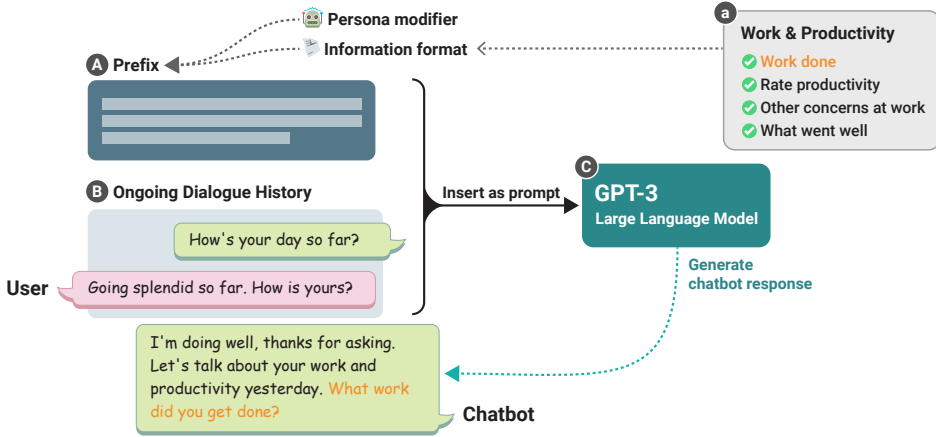 Persona modifier
Information format
a
Work & Productivity
Work done
Rate productivity
Other concerns at work
What went well
A Prefix
B Ongoing Dialogue History
How's your day so far?
User
Going splendid so far. How is yours?
I'm doing well, thanks for asking.
Let's talk about your work and
productivity yesterday. What work
did you get done?
Chatbot
Insert as prompt
C
GPT-3
Large Language Model
Generate
chatbot response